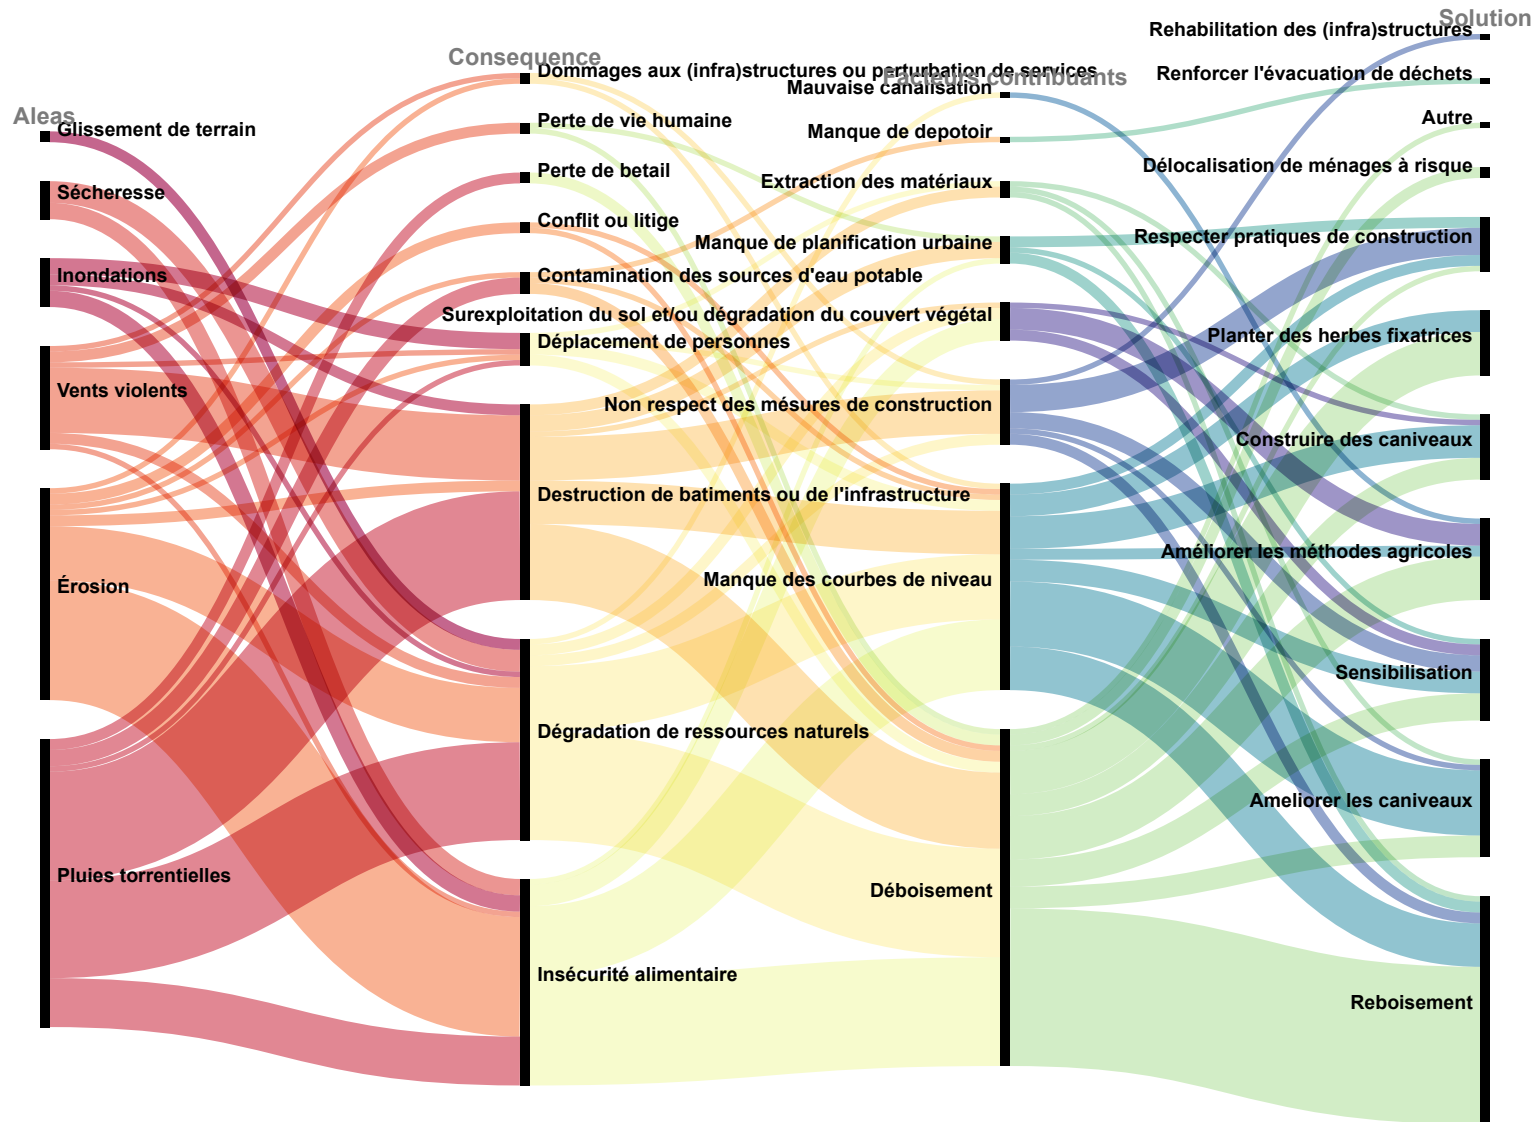 Aleas
Glissement de terrain
Sécheresse
Inondations
Vents violents
Érosion
Pluies torrentielles
Consequence
Dommages aux (infra)structures ou perturbation de services
Perte de vie humaine
Perte de betail
Conflit ou litige
Contamination des sources d'eau potable
Déplacement de personnes
Destruction de batiments ou de l'infrastructure
Dégradation de ressources naturels
Insécurité alimentaire
Facteurs contribuants
Mauvaise canalisation
Manque de depotoir
Extraction des matériaux
Manque de planification urbaine
Surexploitation du sol et/ou dégradation du couvert végétal
Non respect des mésures de construction
Manque des courbes de niveau
Déboisement
Solution
Rehabilitation des (infra)structures
Renforcer l'évacuation de déchets
Autre
Délocalisation de ménages à risque
Respecter pratiques de construction
Planter des herbes fixatrices
Construire des caniveaux
Améliorer les méthodes agricoles
Sensibilisation
Ameliorer les caniveaux
Reboisement